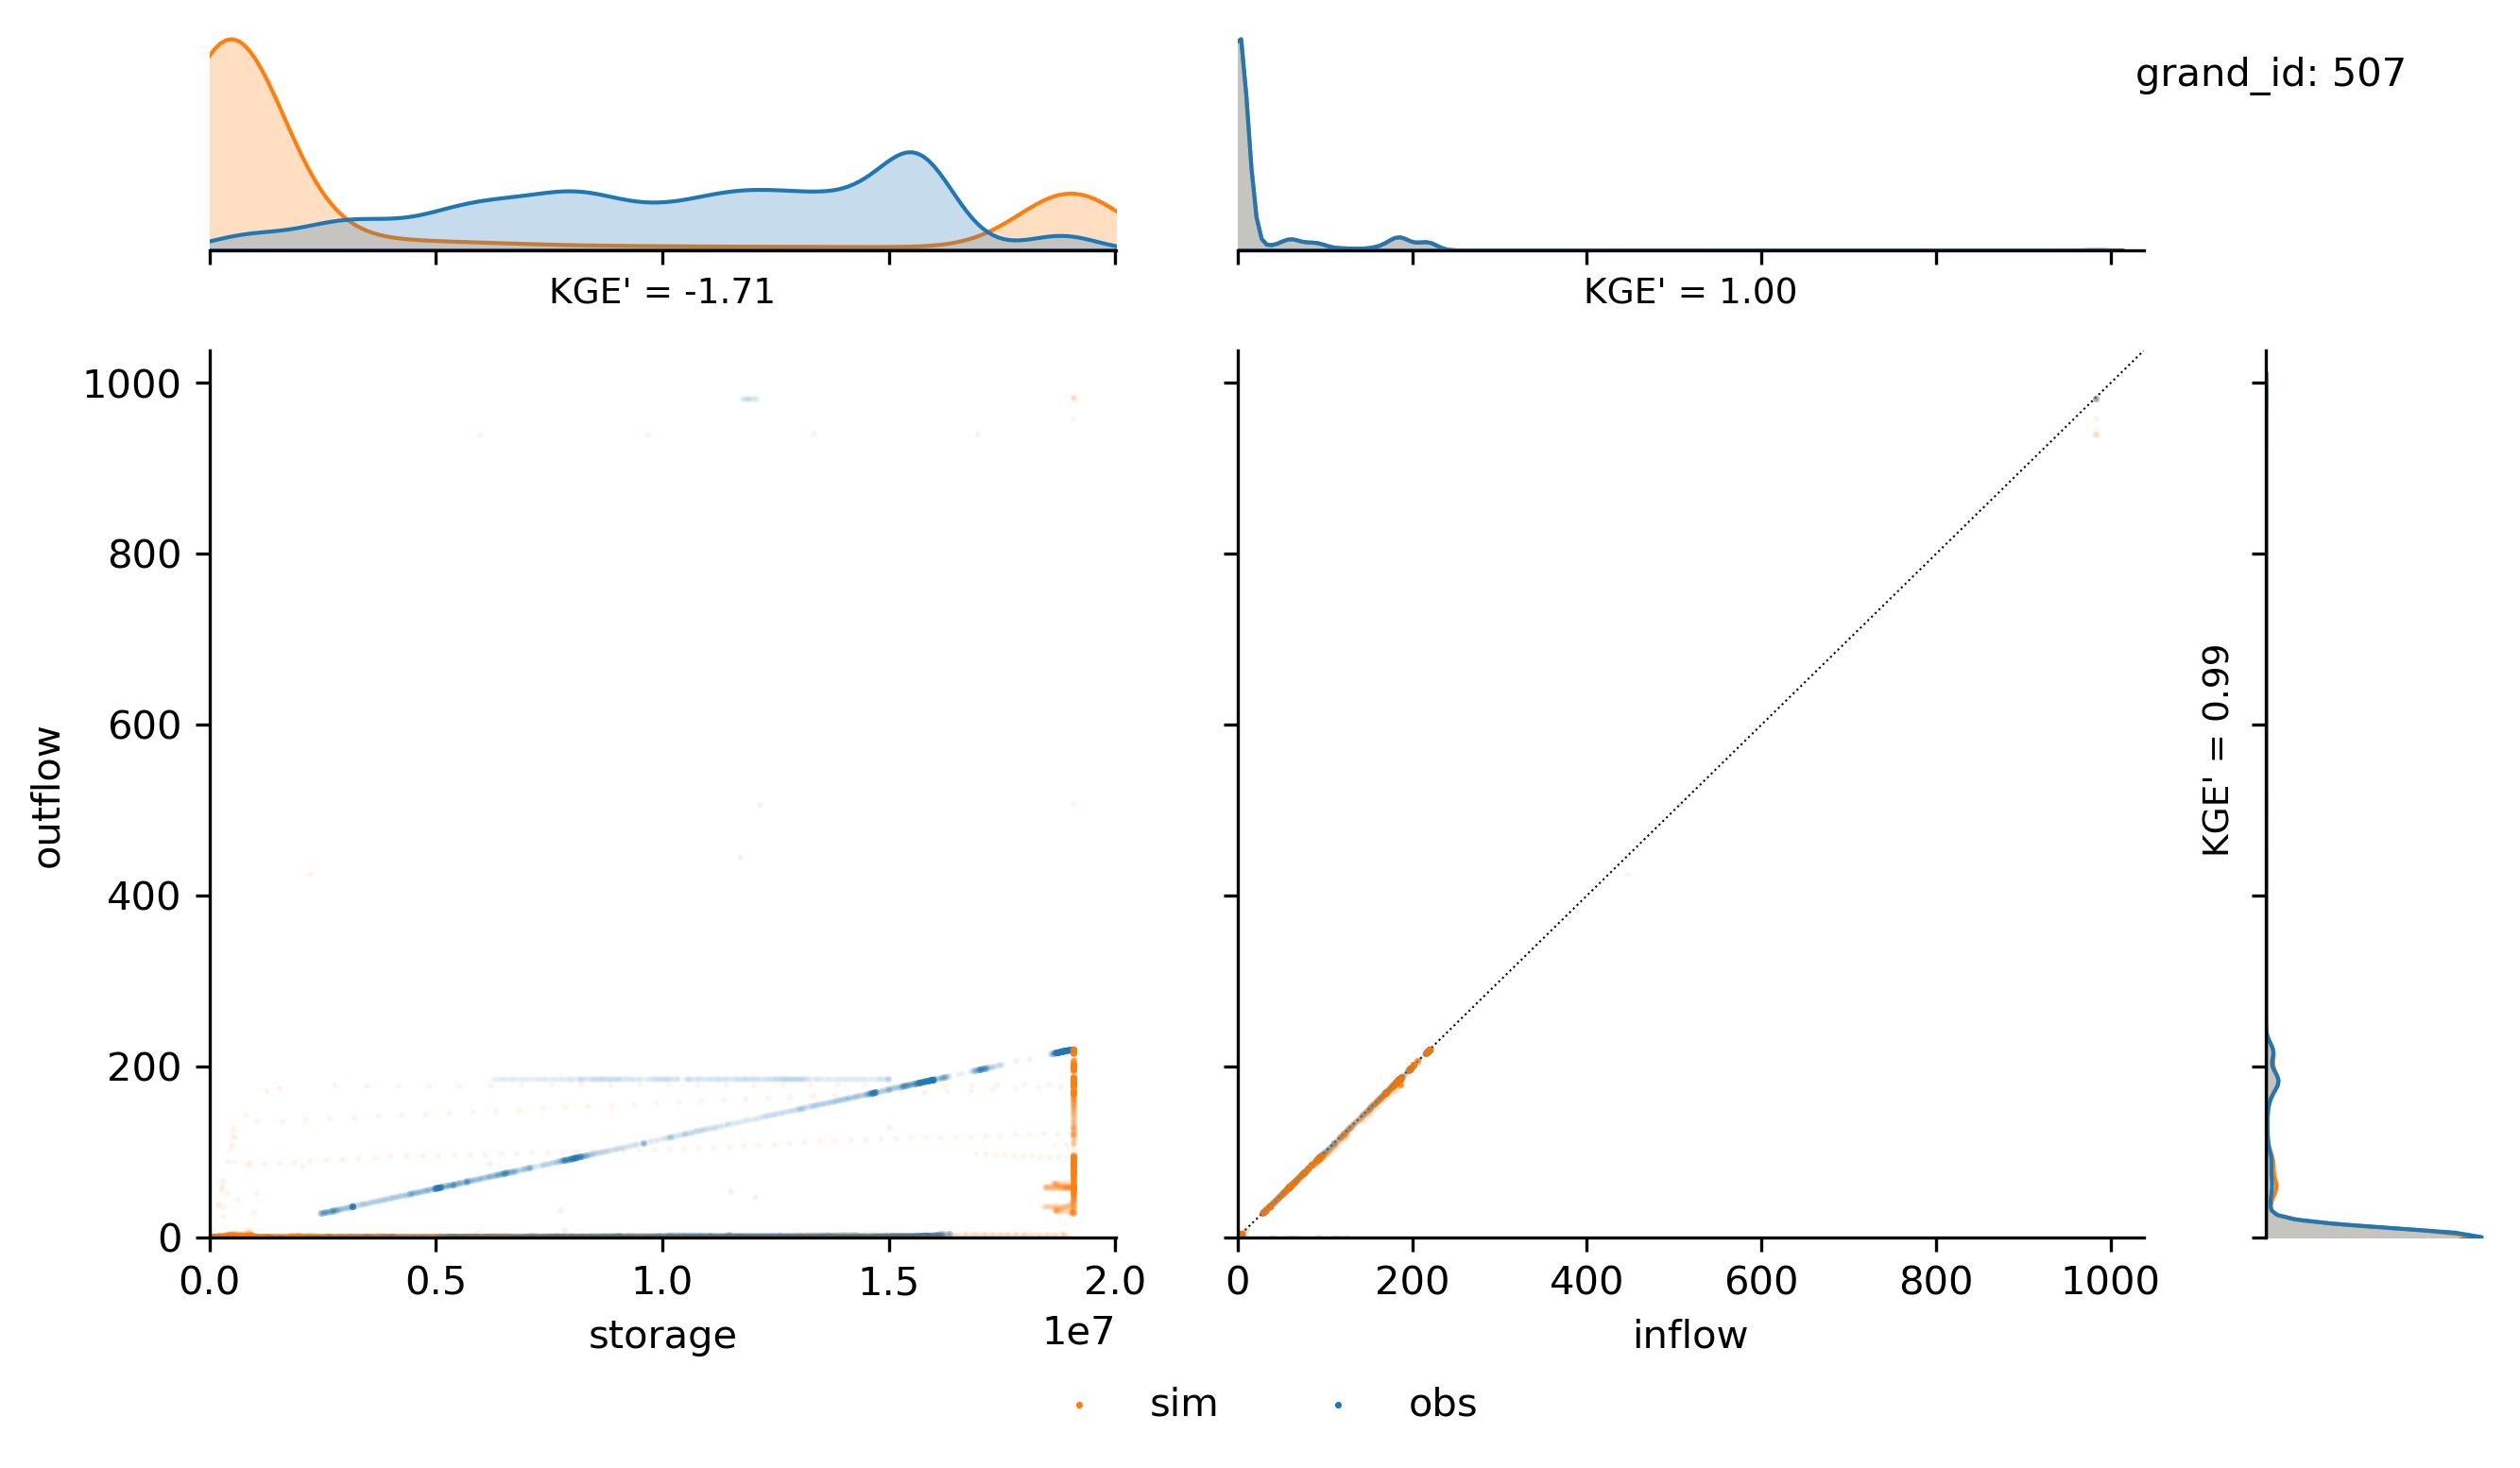 grand_id: 507
KGE' = -1.71
KGE' = 1.00
1000
800
600
400
200
0
outflow
KGE' = 0.99
0.0 0.5 1.0 1.5 2.0
0 200 400 600 800 1000
storage
1e7
inflow
sim
obs